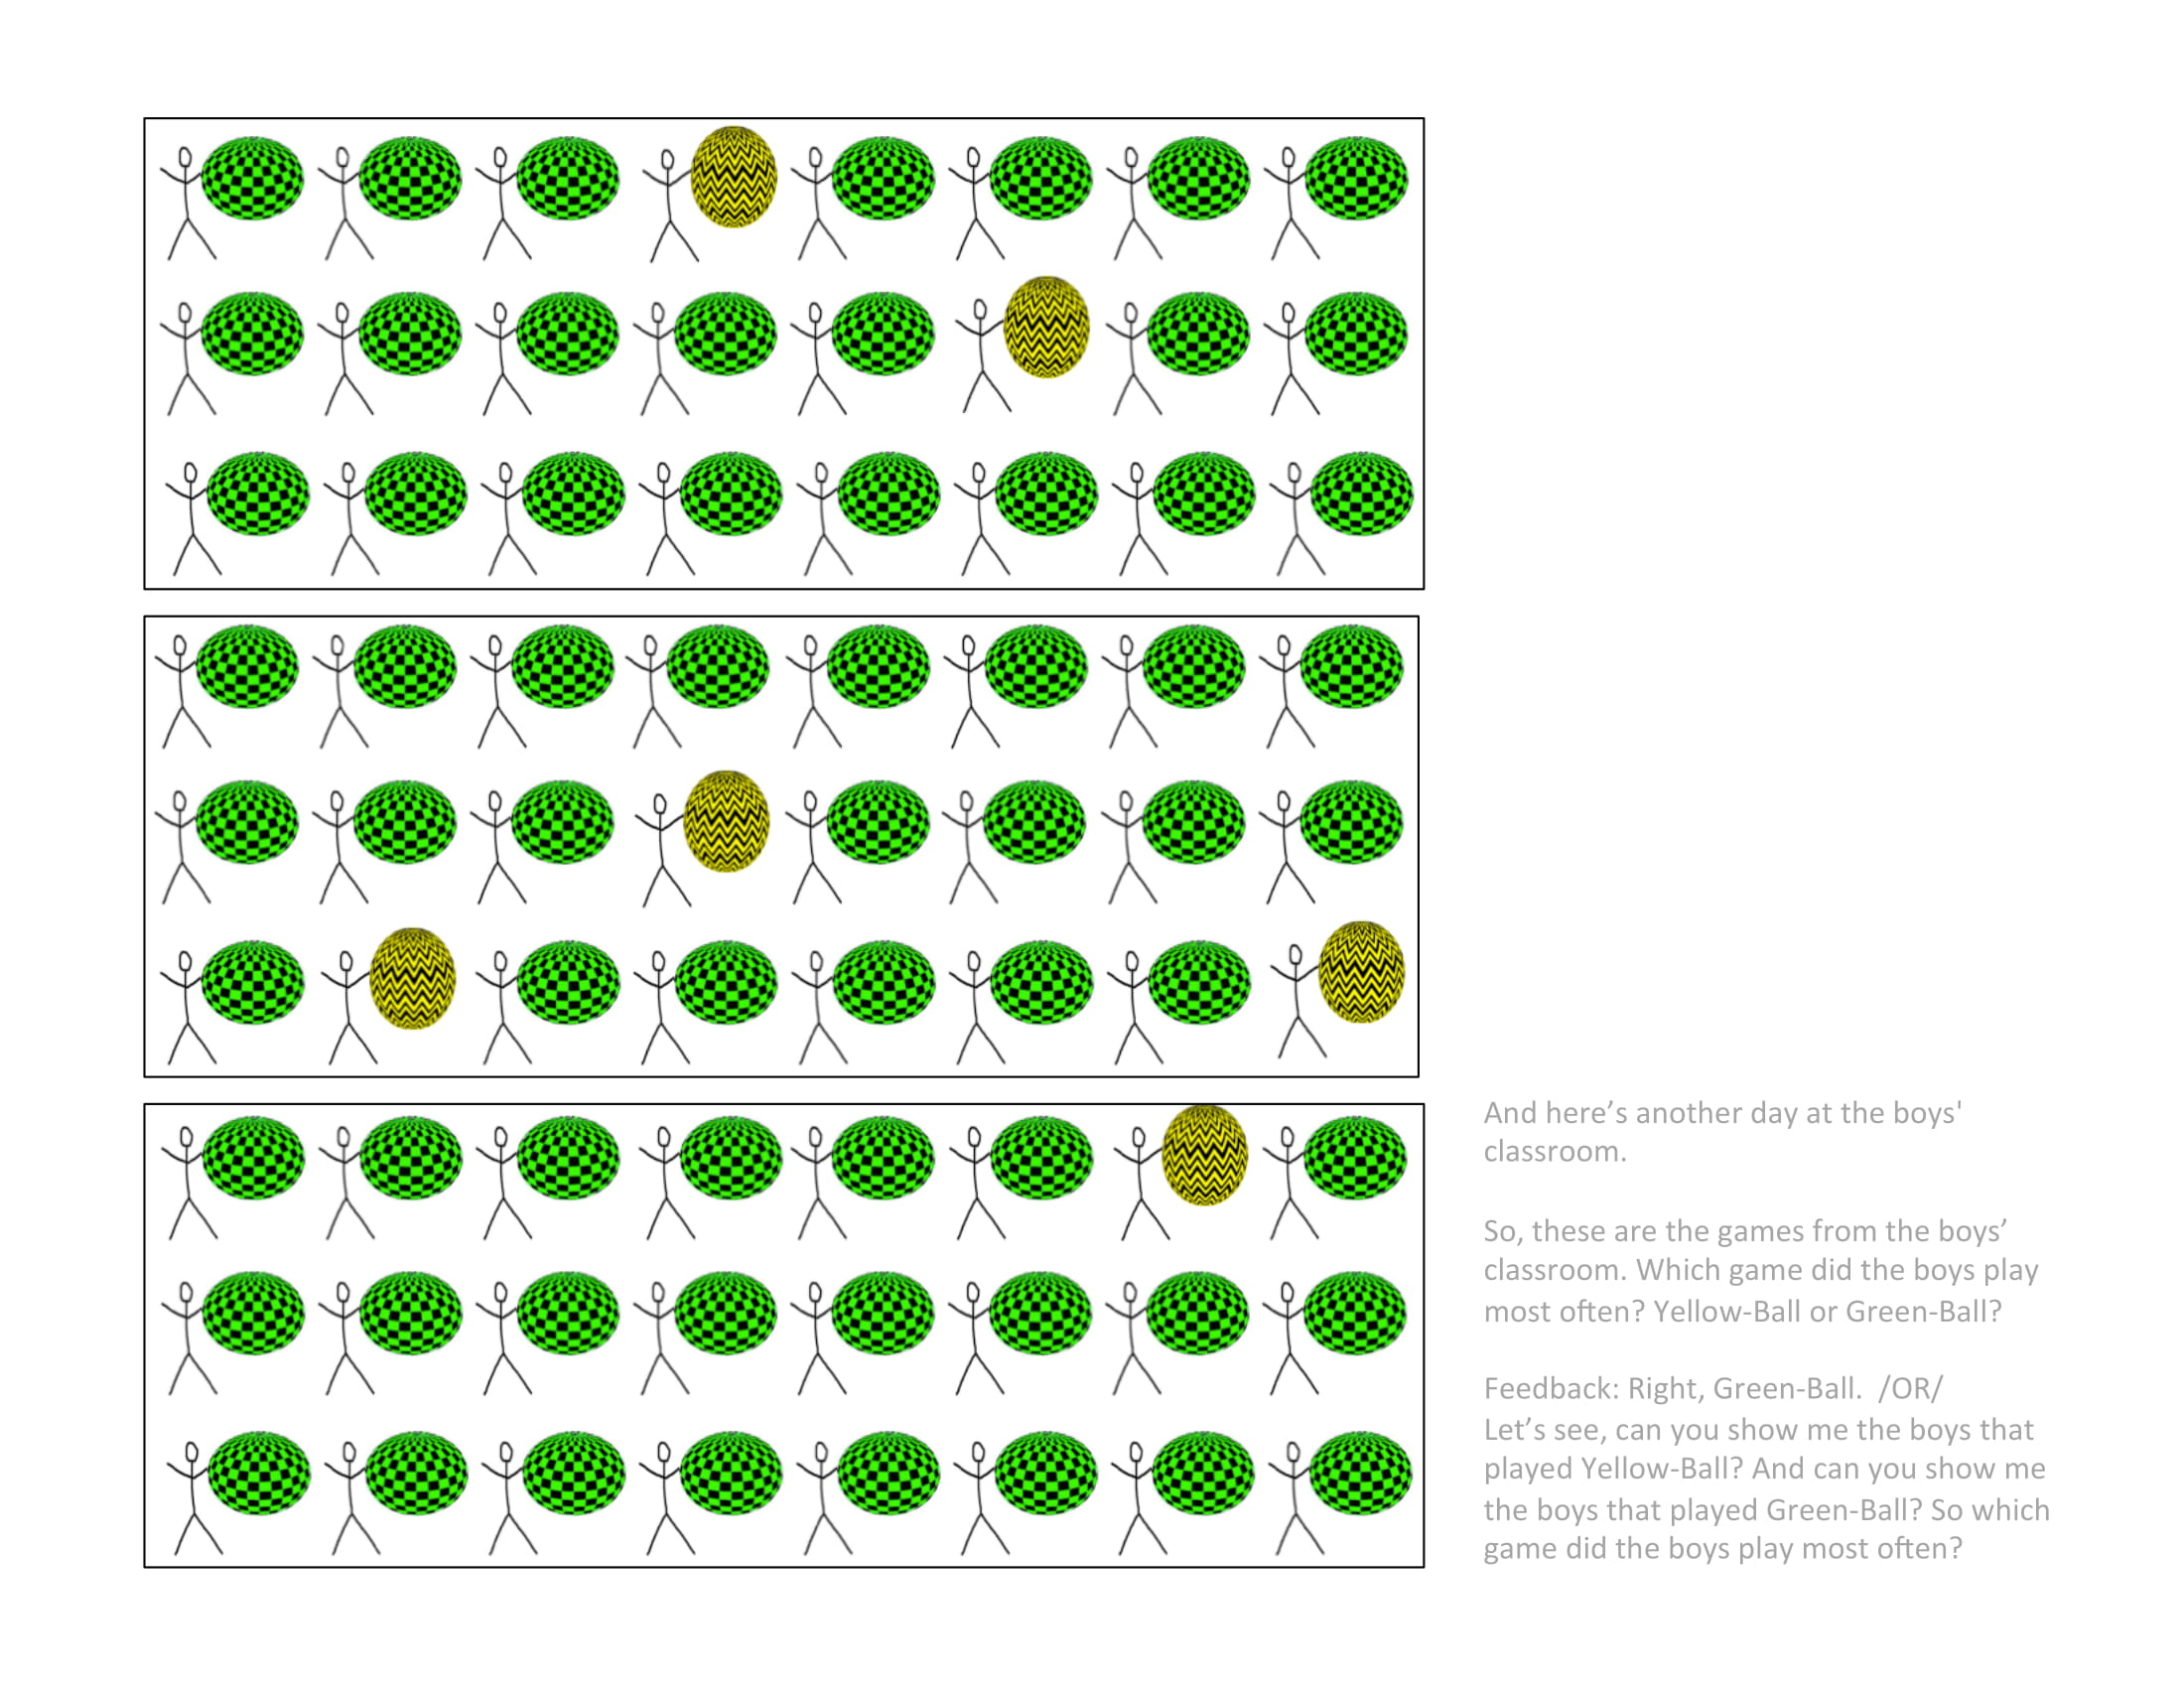 And here’s another day at the boys'
classroom.
So, these are the games from the boys’
classroom. Which game did the boys play
most often? Yellow-Ball or Green-Ball?
Feedback: Right, Green-Ball.  /OR/
Let’s see, can you show me the boys that
played Yellow-Ball? And can you show me
the boys that played Green-Ball? So which
game did the boys play most often?